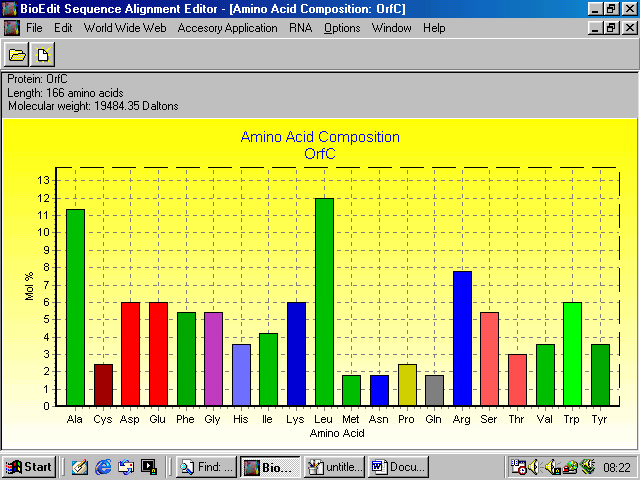 BioEdit Sequence Alignment Editor - [Amino Acid Composition: OrfC]
File Edit World Wide Web Accesory Application RNA Options Window Help
Protein: OrfC
Length: 166 amino acids
Molecular weight: 19484.35 Daltons
Amino Acid Composition
OrfC
13
12
11
10
9
8
7
6
5
4
3
2
1
0
Mol %
Ala Cys Asp Glu Phe Gly His Ile Lys Leu Met Asn Pro Gln Arg Ser Thr Val Trp Tyr
Amino Acid
Start Find: ... Bio... untitle... Docu... 08:22